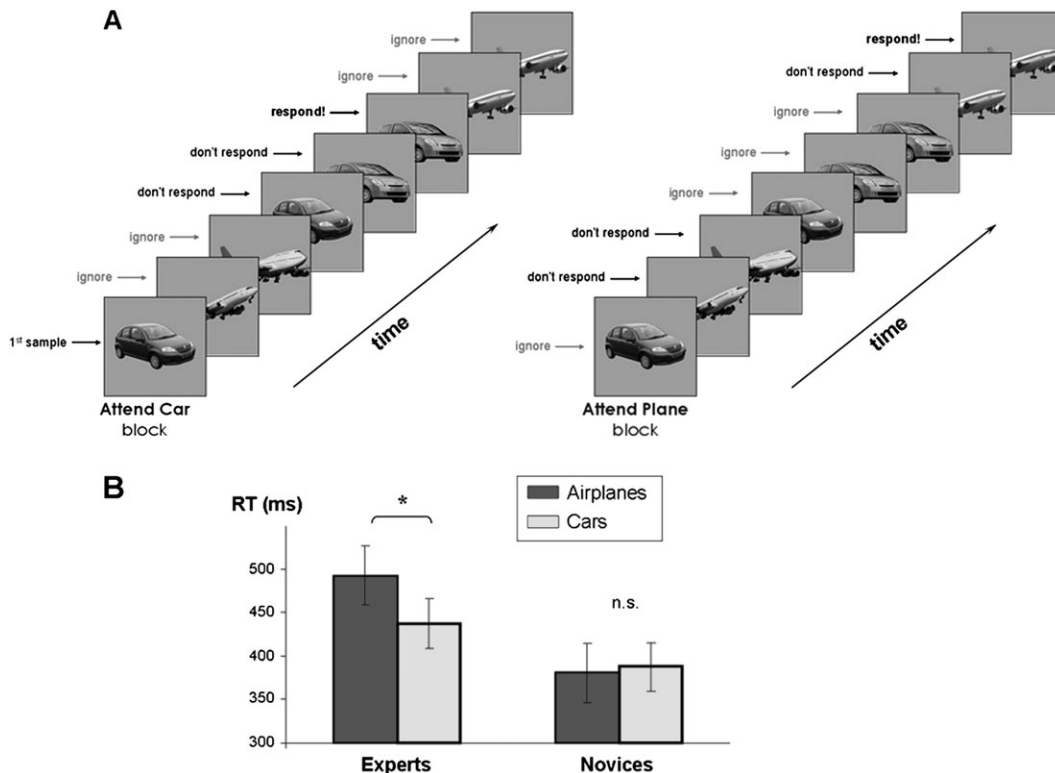 A
ignore
ignore
respond!
don't respond
don't respond
ignore
ignore
1st sample
time
Attend Car
block
respond!
don't respond
ignore
ignore
ignore
don't respond
don't respond
ignore
time
Attend Plane
block
B
RT (ms)
*
Airplanes
Cars
n.s.
500
450
400
350
300
Experts
Novices